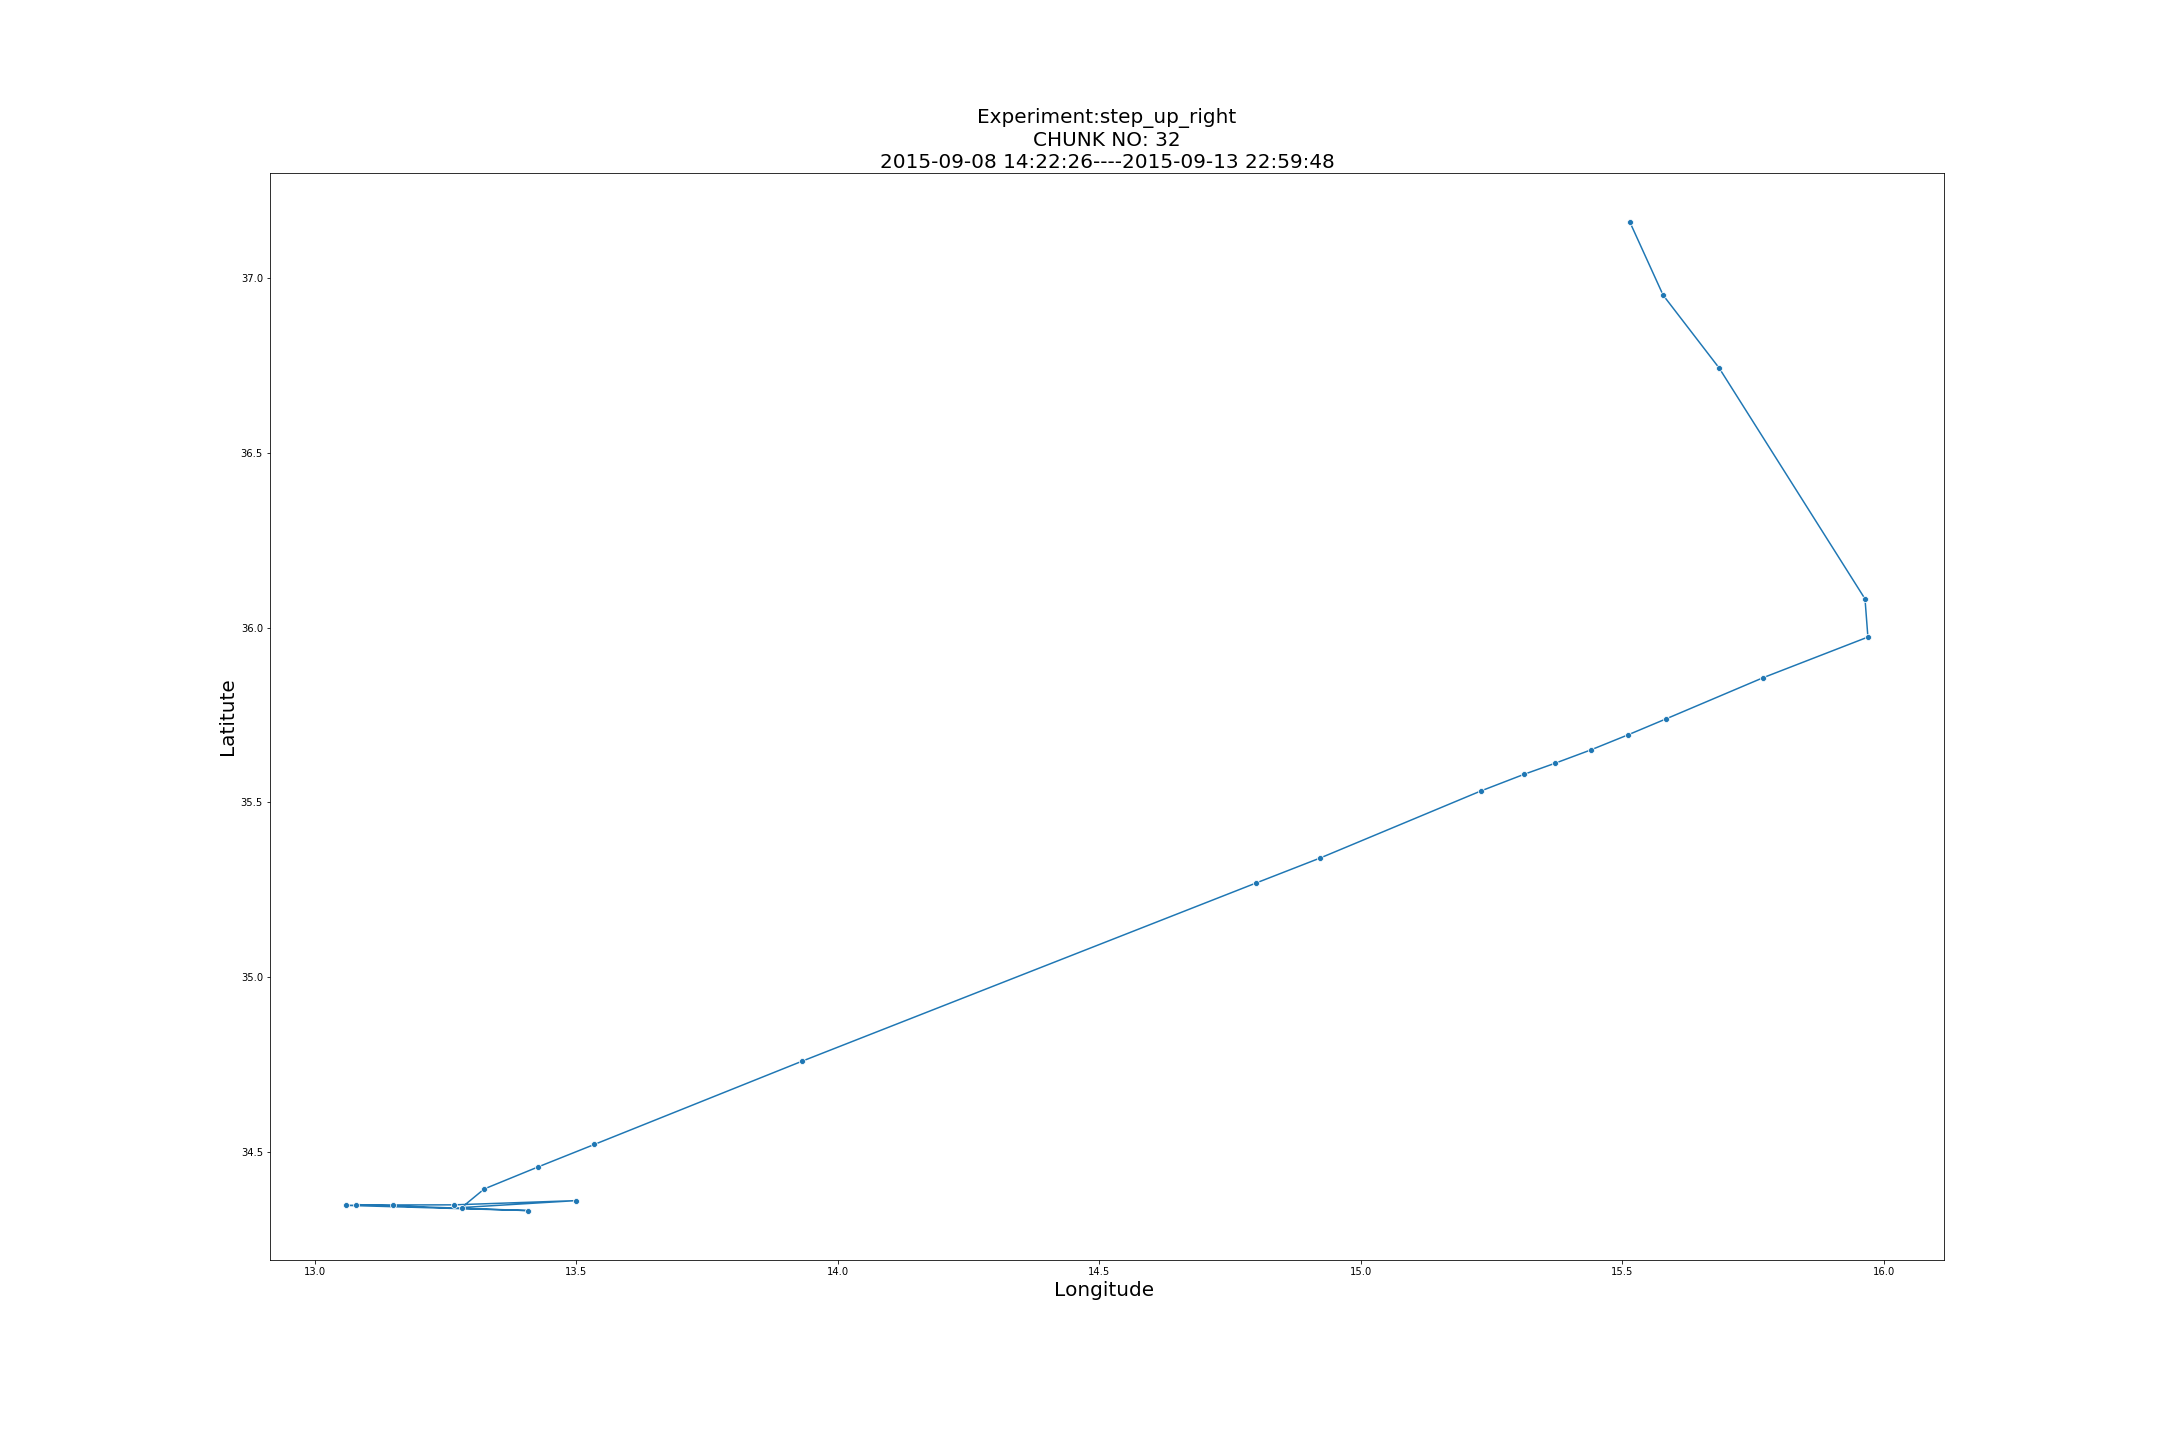 Experiment:step_up_right
CHUNK NO: 32
2015-09-08 14:22:26----2015-09-13 22:59:48
37.0
36.5
36.0
35.5
35.0
34.5
Latitute
13.0 13.5 14.0 14.5 15.0 15.5 16.0
Longitude